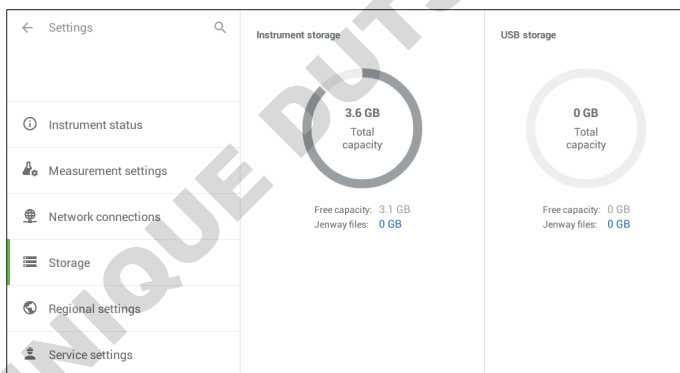 Settings
Instrument status
Measurement settings
Network connections
Storage
Regional settings
Service settings
Instrument storage
3.6 GB
Total
capacity
Free capacity: 3.1 GB
Jenway files: 0 GB
USB storage
0 GB
Total
capacity
Free capacity: 0 GB
Jenway files: 0 GB